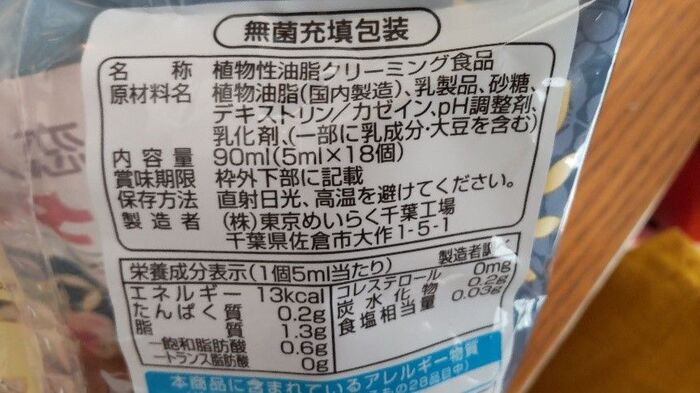 無菌充填包装
名称 植物性油脂クリーミング食品
原材料名 植物油脂(国内製造)、乳製品、砂糖、
デキストリン/カゼイン、pH調整剤、
乳化剤、(一部に乳成分・大豆を含む)
内容量 90ml(5ml×18個)
賞味期限 枠外下部に記載
保存方法 直射日光、高温を避けてください。
製造者 (株)東京めいらく千葉工場
千葉県佐倉市大作1-5-1
栄養成分表示(1個5ml当たり) 製造者調
エネルギー 13kcal
たんぱく質 0.2g
脂質 1.3g
―飽和脂肪酸 0.6g
―トランス脂肪酸 0g
コレステロール 0mg
炭水化物 0.2g
食塩相当量 0.03g
本商品に含まれているアレルギー物質
28品目中)